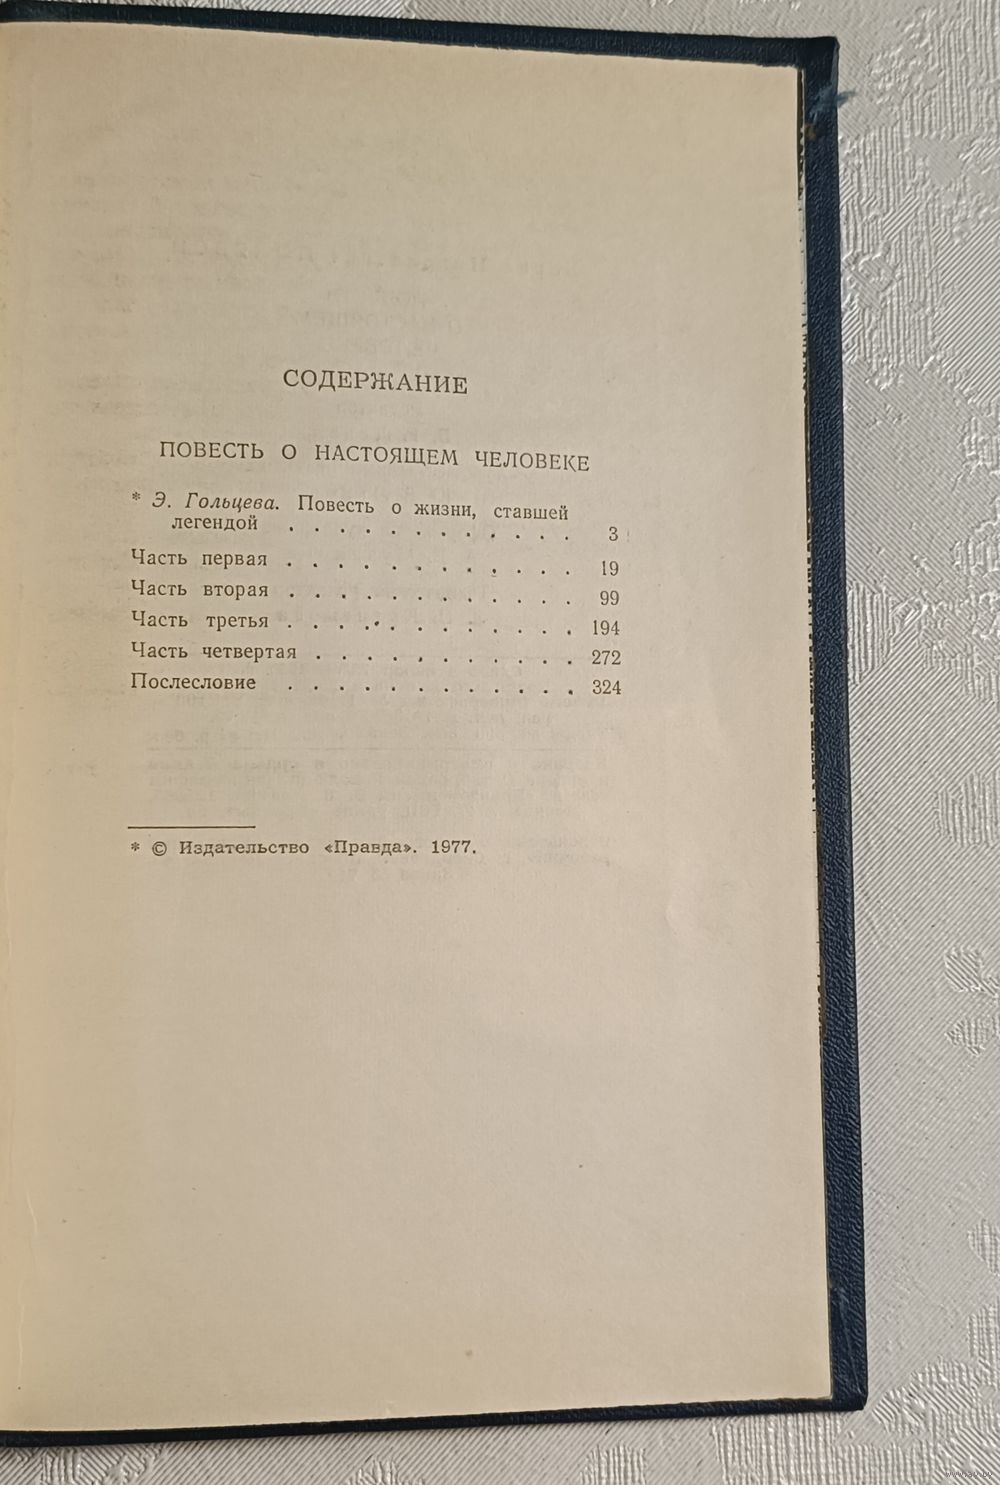 СОДЕРЖАНИЕ
ПОВЕСТЬ О НАСТОЯЩЕМ ЧЕЛОВЕКЕ
* Э. Гольцева. Повесть о жизни, ставшей
легендой . . . . . . . . . . . . 3
Часть первая . . . . . . . . . . . . 19
Часть вторая . . . . . . . . . . . . 99
Часть третья . . . . . . . . . . . . 194
Часть четвертая . . . . . . . . . . . 272
Послесловие . . . . . . . . . . . . 324
* © Издательство «Правда». 1977.